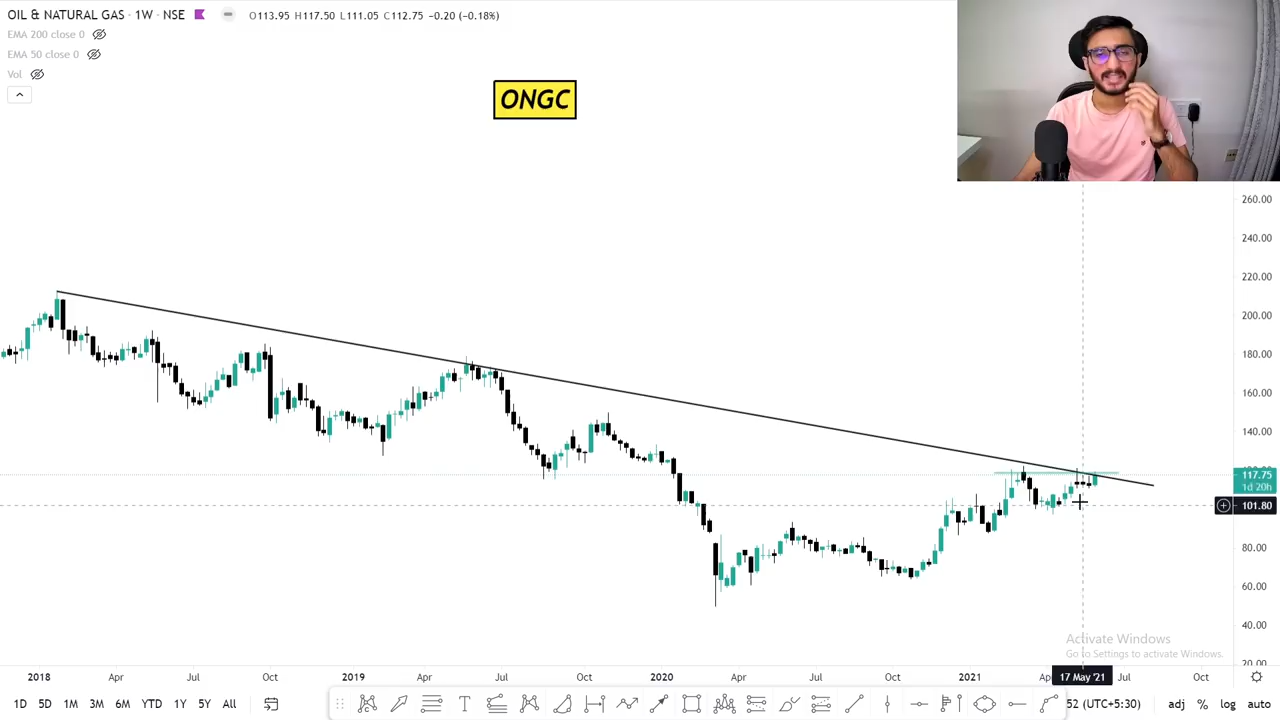 OIL & NATURAL GAS · 1W · NSE O113.95 H117.50 L111.05 C112.75 −0.20 (−0.18%)
EMA 200 close 0
EMA 50 close 0
Vol
ONGC
260.00
240.00
220.00
200.00
180.00
160.00
140.00
117.75
1d 20h
101.80
80.00
60.00
40.00
Activate Windows
Go to Settings to activate Windows.
2018 Apr Jul Oct 2019 Apr Jul Oct 2020 Apr Jul Oct 2021 17 May '21 Jul Oct
1D 5D 1M 3M 6M YTD 1Y 5Y All 52 (UTC+5:30) adj % log auto